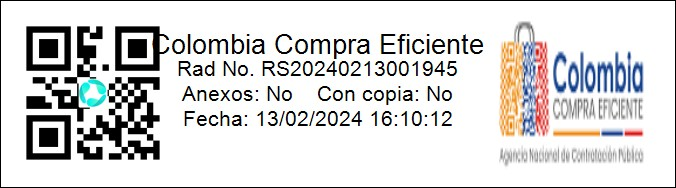 Colombia Compra Eficiente
Rad No. RS20240213001945
Anexos: No Con copia: No
Fecha: 13/02/2024 16:10:12
Colombia
COMPRA EFICIENTE
Agencia Nacional de Contratación Pública